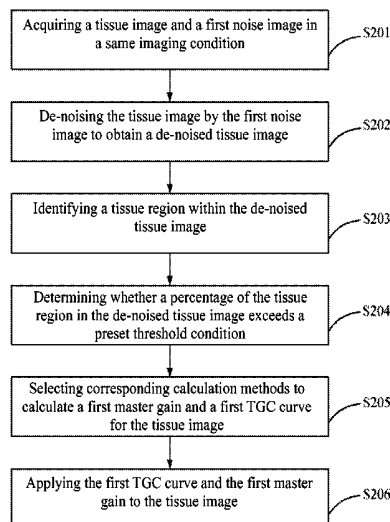 Acquiring a tissue image and a first noise image in
a same imaging condition
S201
De-noising the tissue image by the first noise
image to obtain a de-noised tissue image
S202
Identifying a tissue region within the de-noised
tissue image
S203
Determining whether a percentage of the tissue
region in the de-noised tissue image exceeds a
preset threshold condition
S204
Selecting corresponding calculation methods to
calculate a first master gain and a first TGC curve
for the tissue image
S205
Applying the first TGC curve and the first master
gain to the tissue image
S206